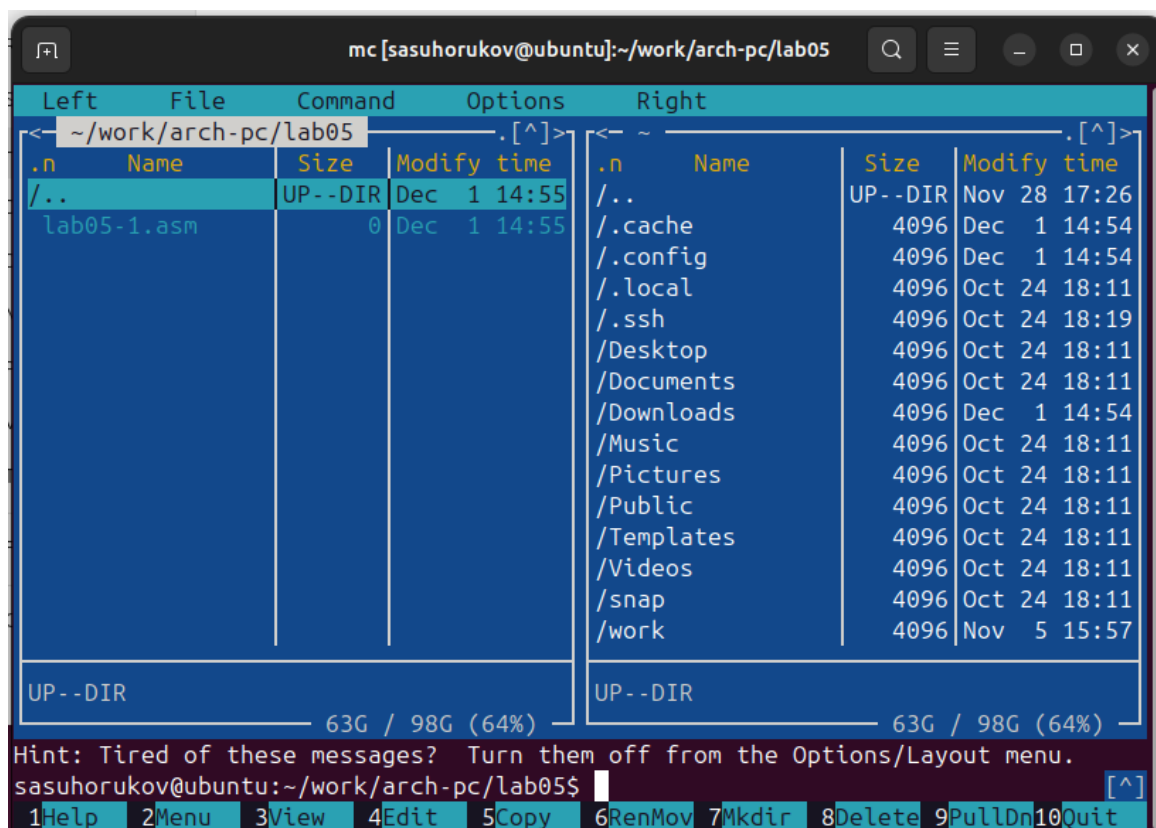 mc [sasuhorukov@ubuntu]:~/work/arch-pc/lab05
Left File Command Options Right
<─ ~/work/arch-pc/lab05 ─.[^]>
.n Name Size Modify time
/.. UP--DIR Dec 1 14:55
lab05-1.asm 0 Dec 1 14:55
UP--DIR
63G / 98G (64%)
<─ ~ ─.[^]>
.n Name Size Modify time
/.. UP--DIR Nov 28 17:26
/.cache 4096 Dec 1 14:54
/.config 4096 Dec 1 14:54
/.local 4096 Oct 24 18:11
/.ssh 4096 Oct 24 18:19
/Desktop 4096 Oct 24 18:11
/Documents 4096 Oct 24 18:11
/Downloads 4096 Dec 1 14:54
/Music 4096 Oct 24 18:11
/Pictures 4096 Oct 24 18:11
/Public 4096 Oct 24 18:11
/Templates 4096 Oct 24 18:11
/Videos 4096 Oct 24 18:11
/snap 4096 Oct 24 18:11
/work 4096 Nov 5 15:57
UP--DIR
63G / 98G (64%)
Hint: Tired of these messages? Turn them off from the Options/Layout menu.
sasuhorukov@ubuntu:~/work/arch-pc/lab05$ [^]
1Help 2Menu 3View 4Edit 5Copy 6RenMov 7Mkdir 8Delete 9PullDn 10Quit